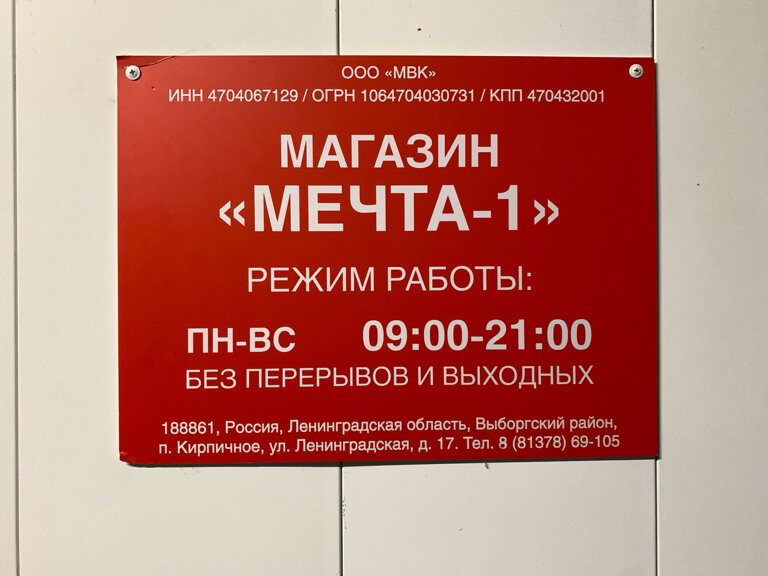 ООО «МВК»
ИНН 4704067129 / ОГРН 1064704030731 / КПП 470432001
МАГАЗИН
«МЕЧТА-1»
РЕЖИМ РАБОТЫ:
ПН-ВС 09:00-21:00
БЕЗ ПЕРЕРЫВОВ И ВЫХОДНЫХ
188861, Россия, Ленинградская область, Выборгский район,
п. Кирпичное, ул. Ленинградская, д. 17. Тел. 8 (81378) 69-105